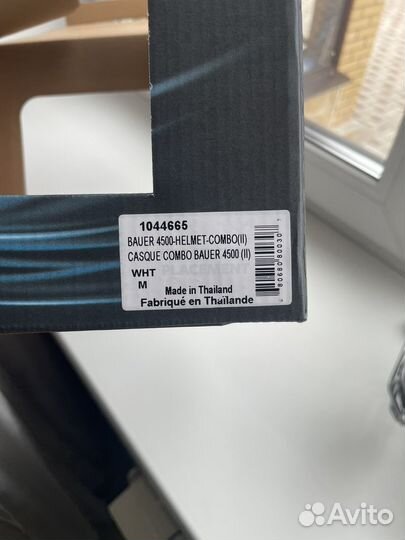 1044665
BAUER 4500-HELMET-COMBO(II)
CASQUE COMBO BAUER 4500 (II)
WHT PLACEMENT
M
Made in Thailand
Fabriqué en Thaïlande
Avito